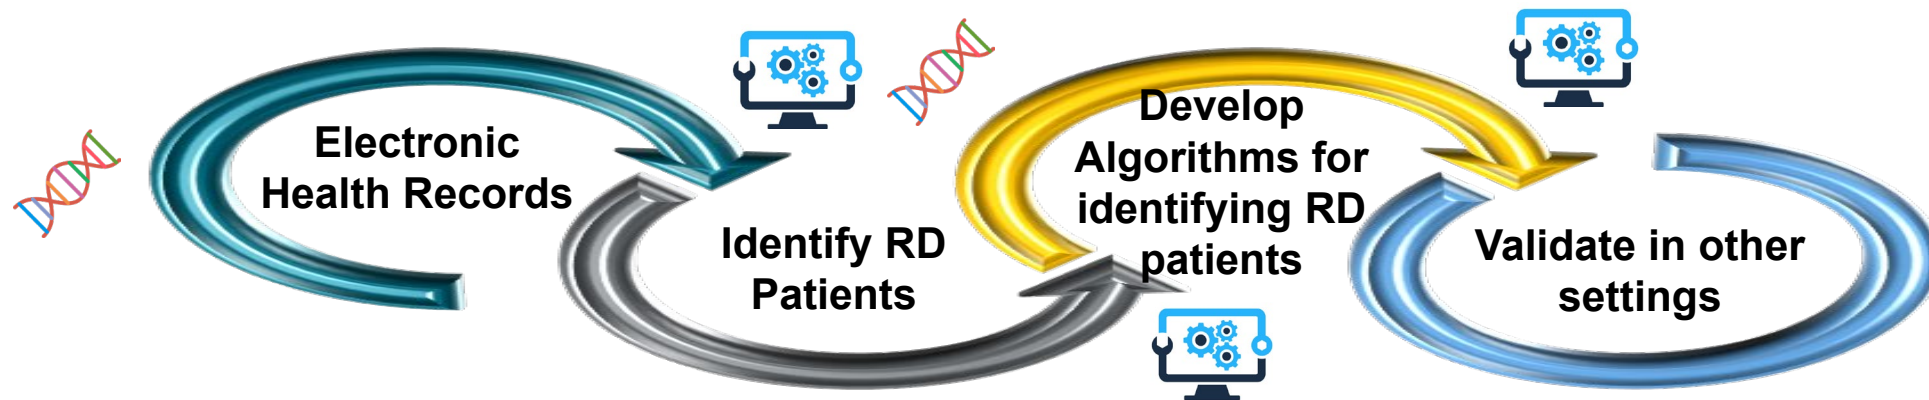 Electronic
Health Records
Identify RD
Patients
Develop
Algorithms for
identifying RD
patients
Validate in other
settings